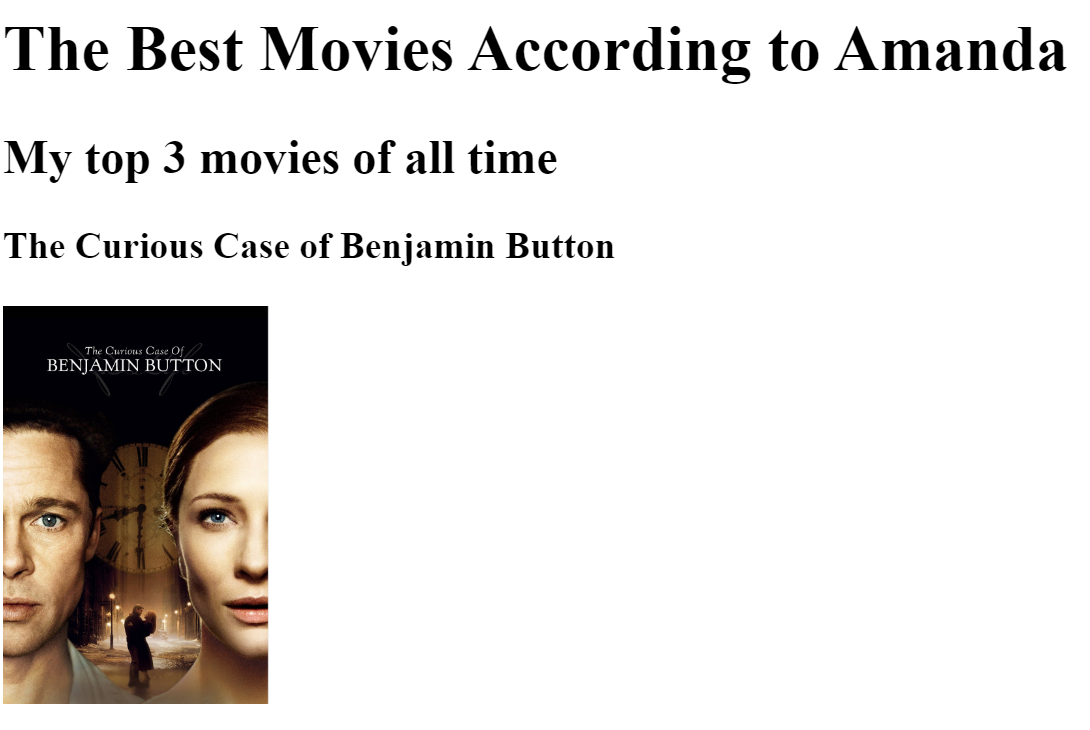 The Best Movies According to Amanda
My top 3 movies of all time
The Curious Case of Benjamin Button
The Curious Case Of
BENJAMIN BUTTON